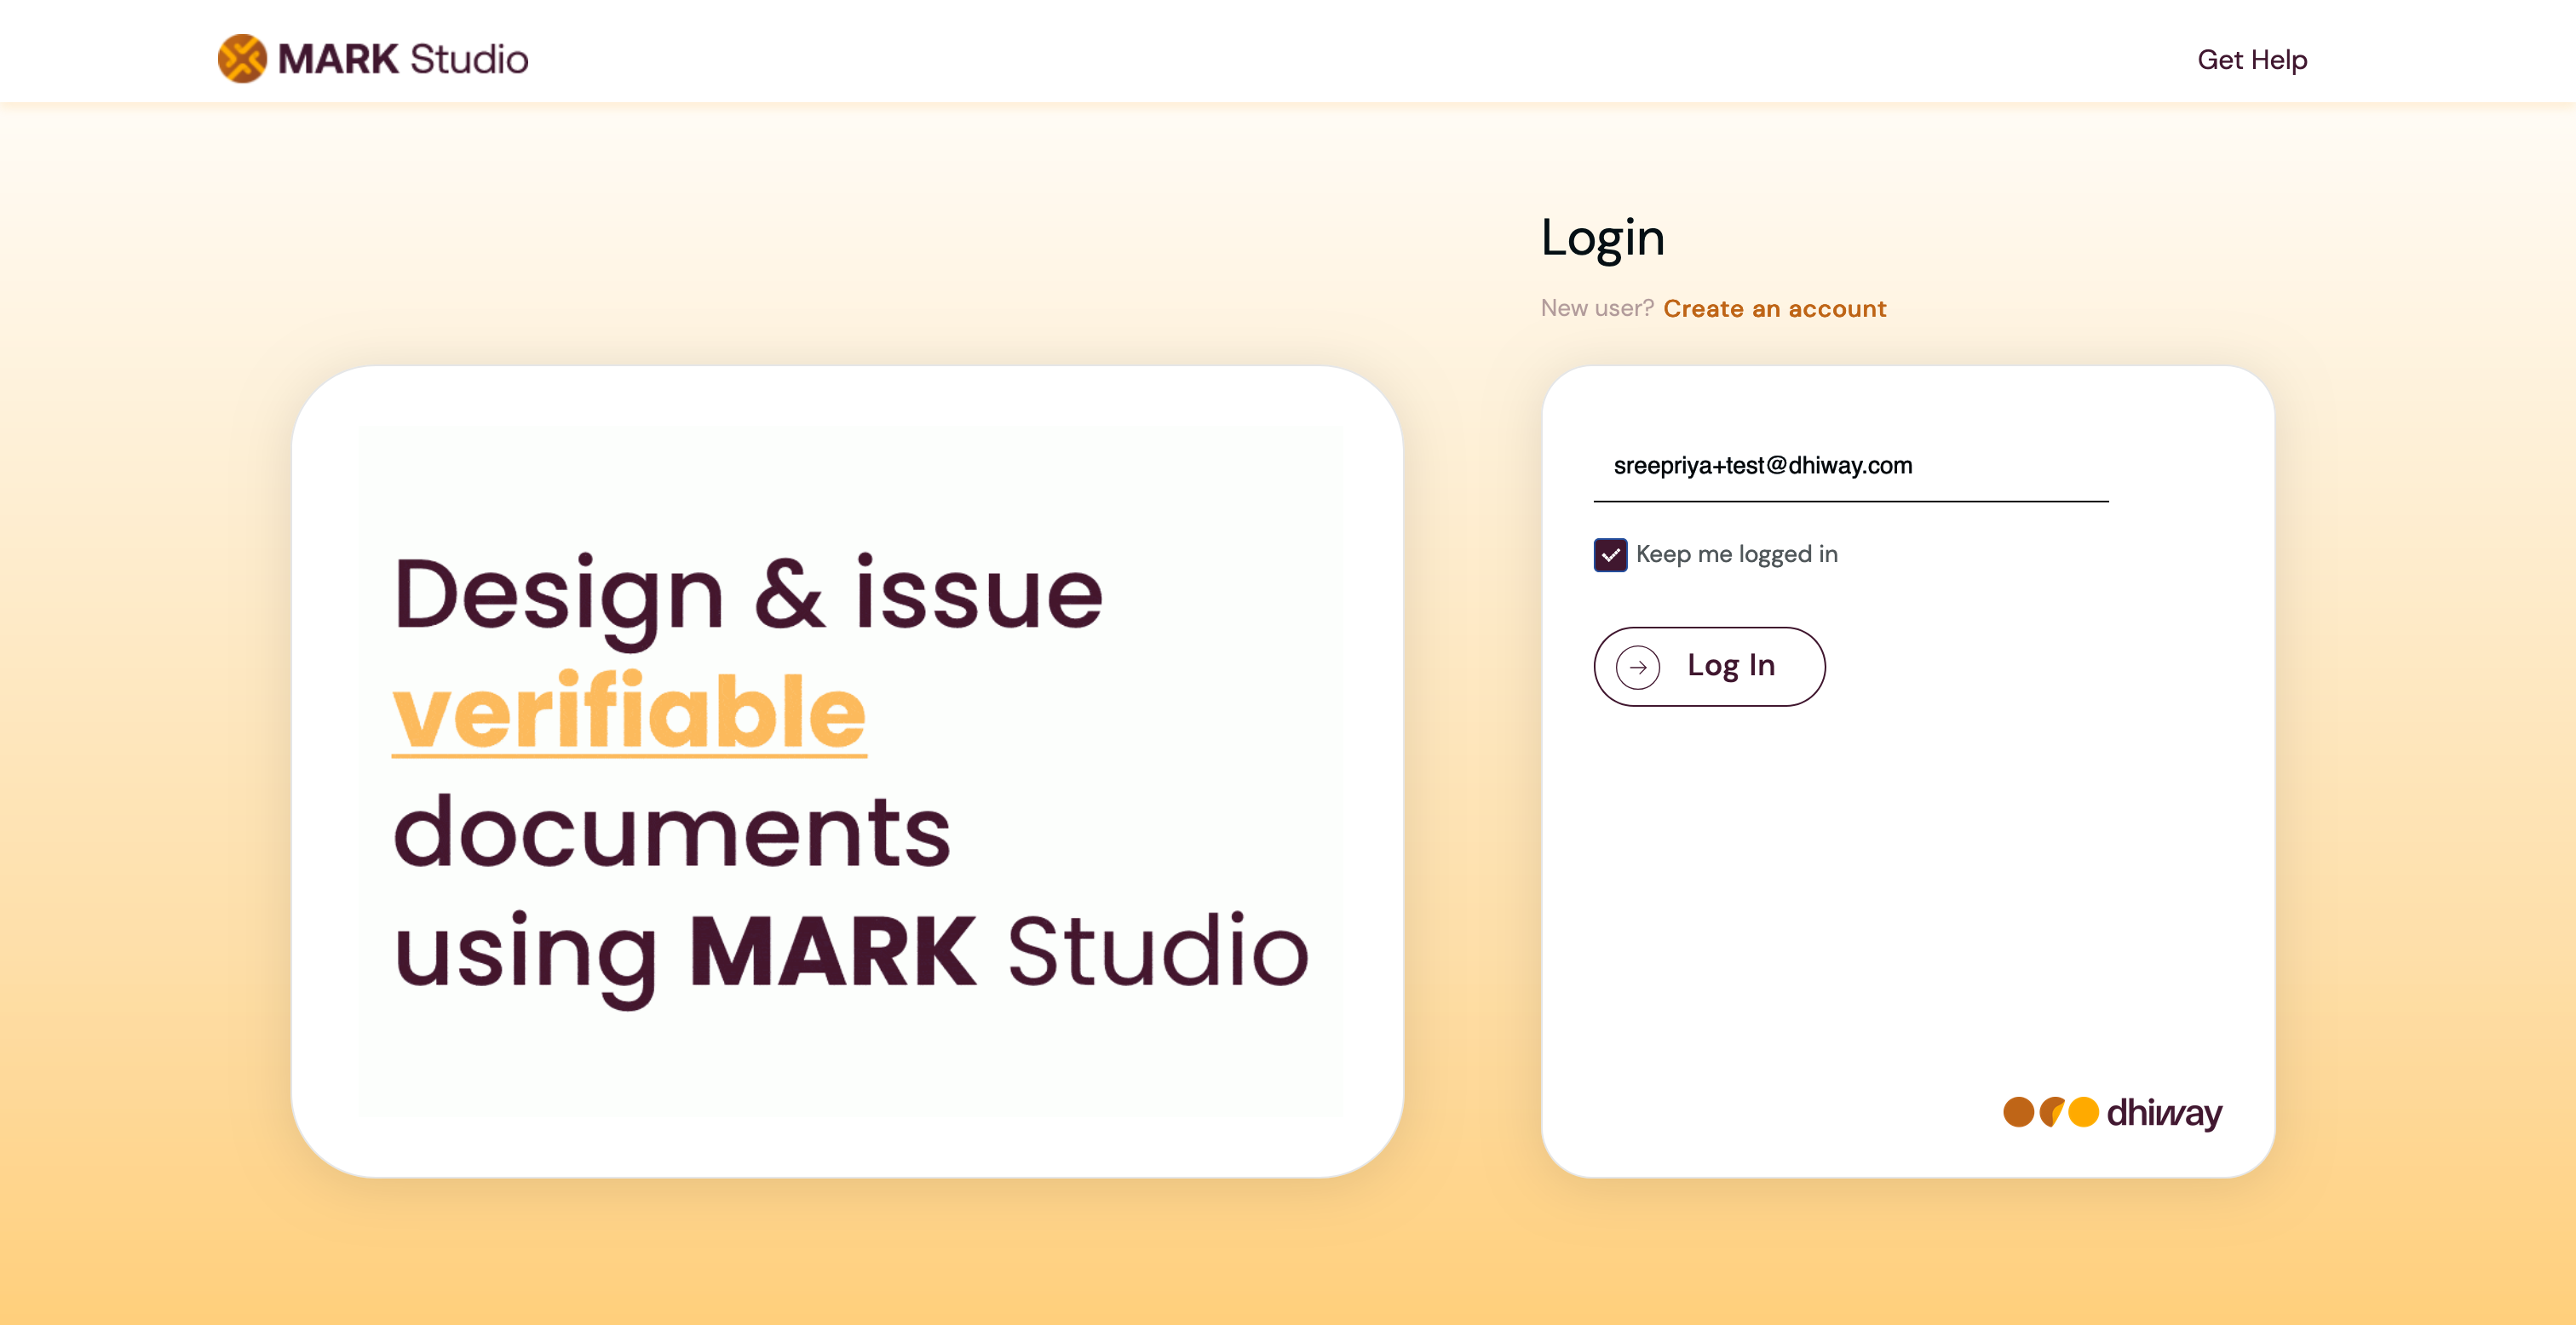 MARK Studio
Get Help
Login
New user? Create an account
Design & issue
verifiable
documents
using MARK Studio
sreepriya+test@dhiway.com
Keep me logged in
Log In
dhiway